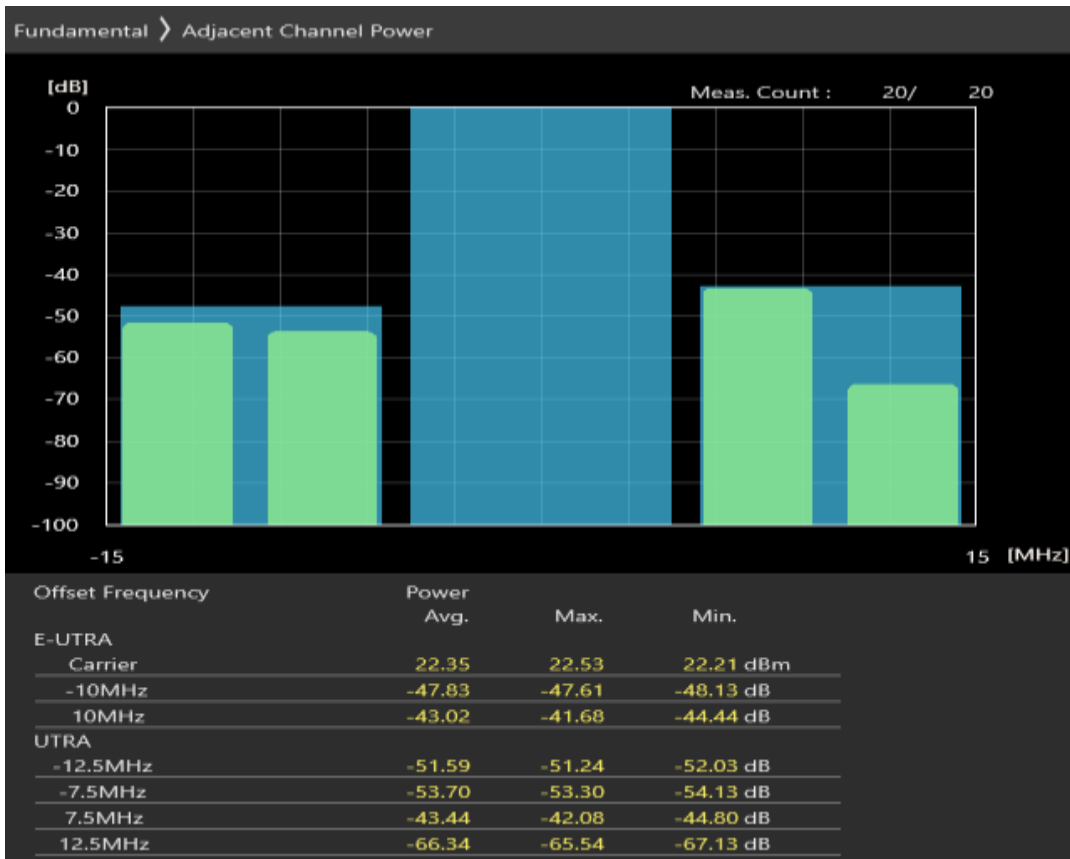 Fundamental ❯ Adjacent Channel Power
[dB]
Meas. Count : 20/ 20
0
-10
-20
-30
-40
-50
-60
-70
-80
-90
-100
-15 15 [MHz]
Offset Frequency Power
Avg. Max. Min.
E-UTRA
Carrier 22.35 22.53 22.21 dBm
-10MHz -47.83 -47.61 -48.13 dB
10MHz -43.02 -41.68 -44.44 dB
UTRA
-12.5MHz -51.59 -51.24 -52.03 dB
-7.5MHz -53.70 -53.30 -54.13 dB
7.5MHz -43.44 -42.08 -44.80 dB
12.5MHz -66.34 -65.54 -67.13 dB